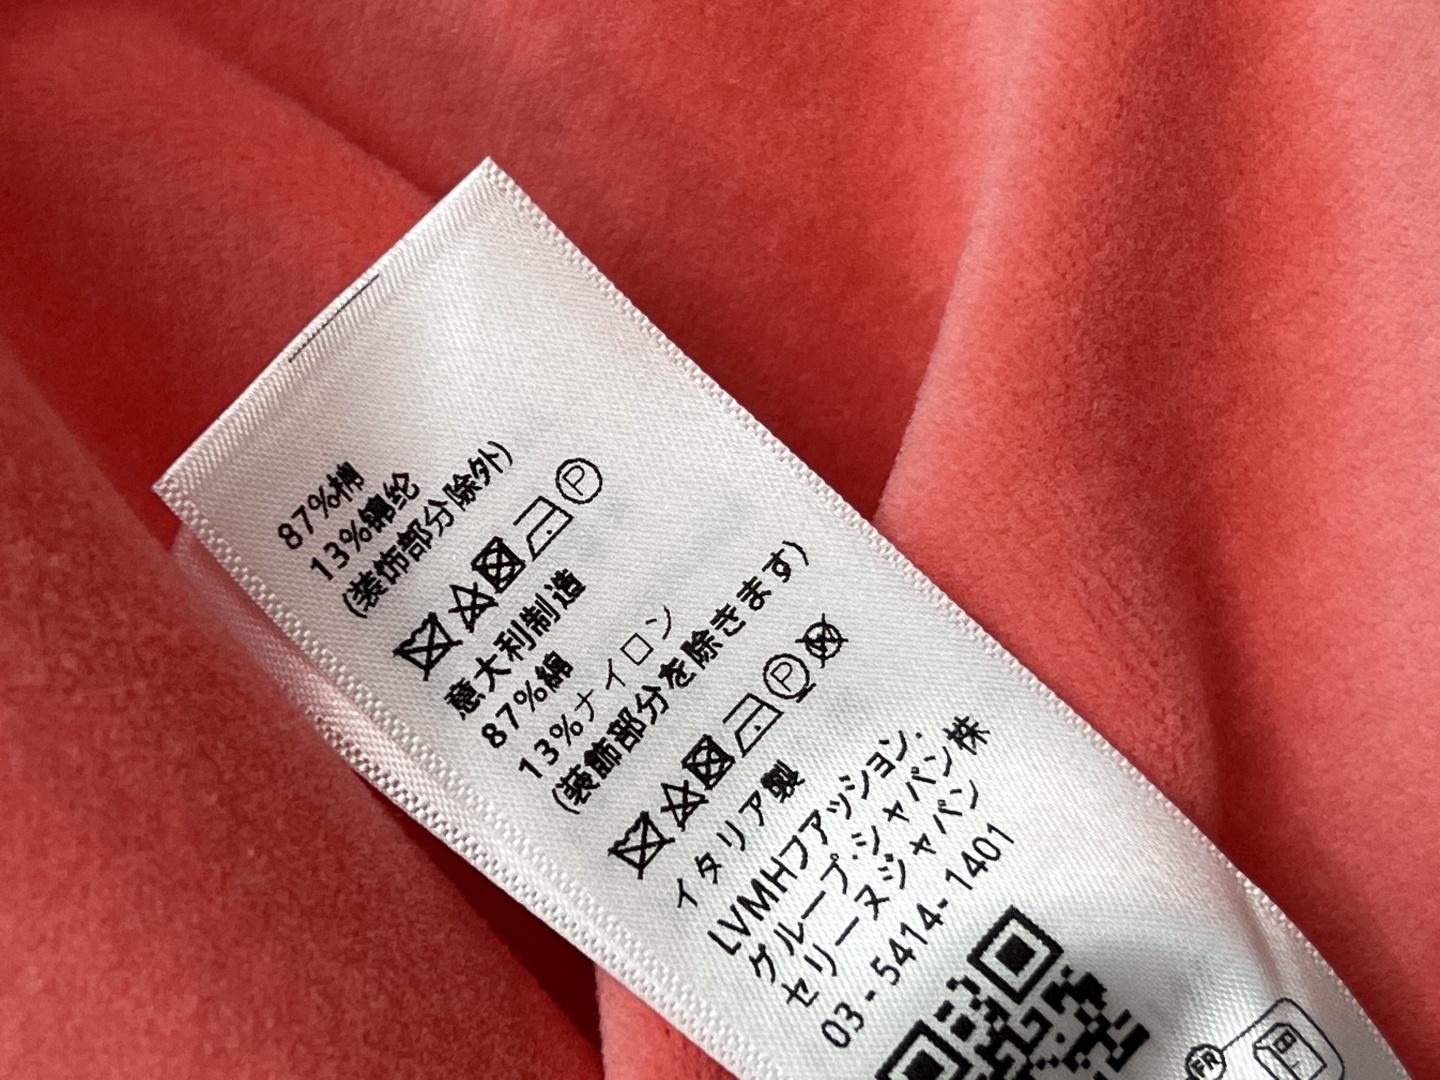 87%棉
13%锦纶
(装饰部分除外)
P
意大利制造
87%綿
13%ナイロン
(装飾部分を除きます)
P W
イタリア製
LVMHファッション.
グループ.ジャパン株
セリーヌジャパン
03-5414-1401
FR